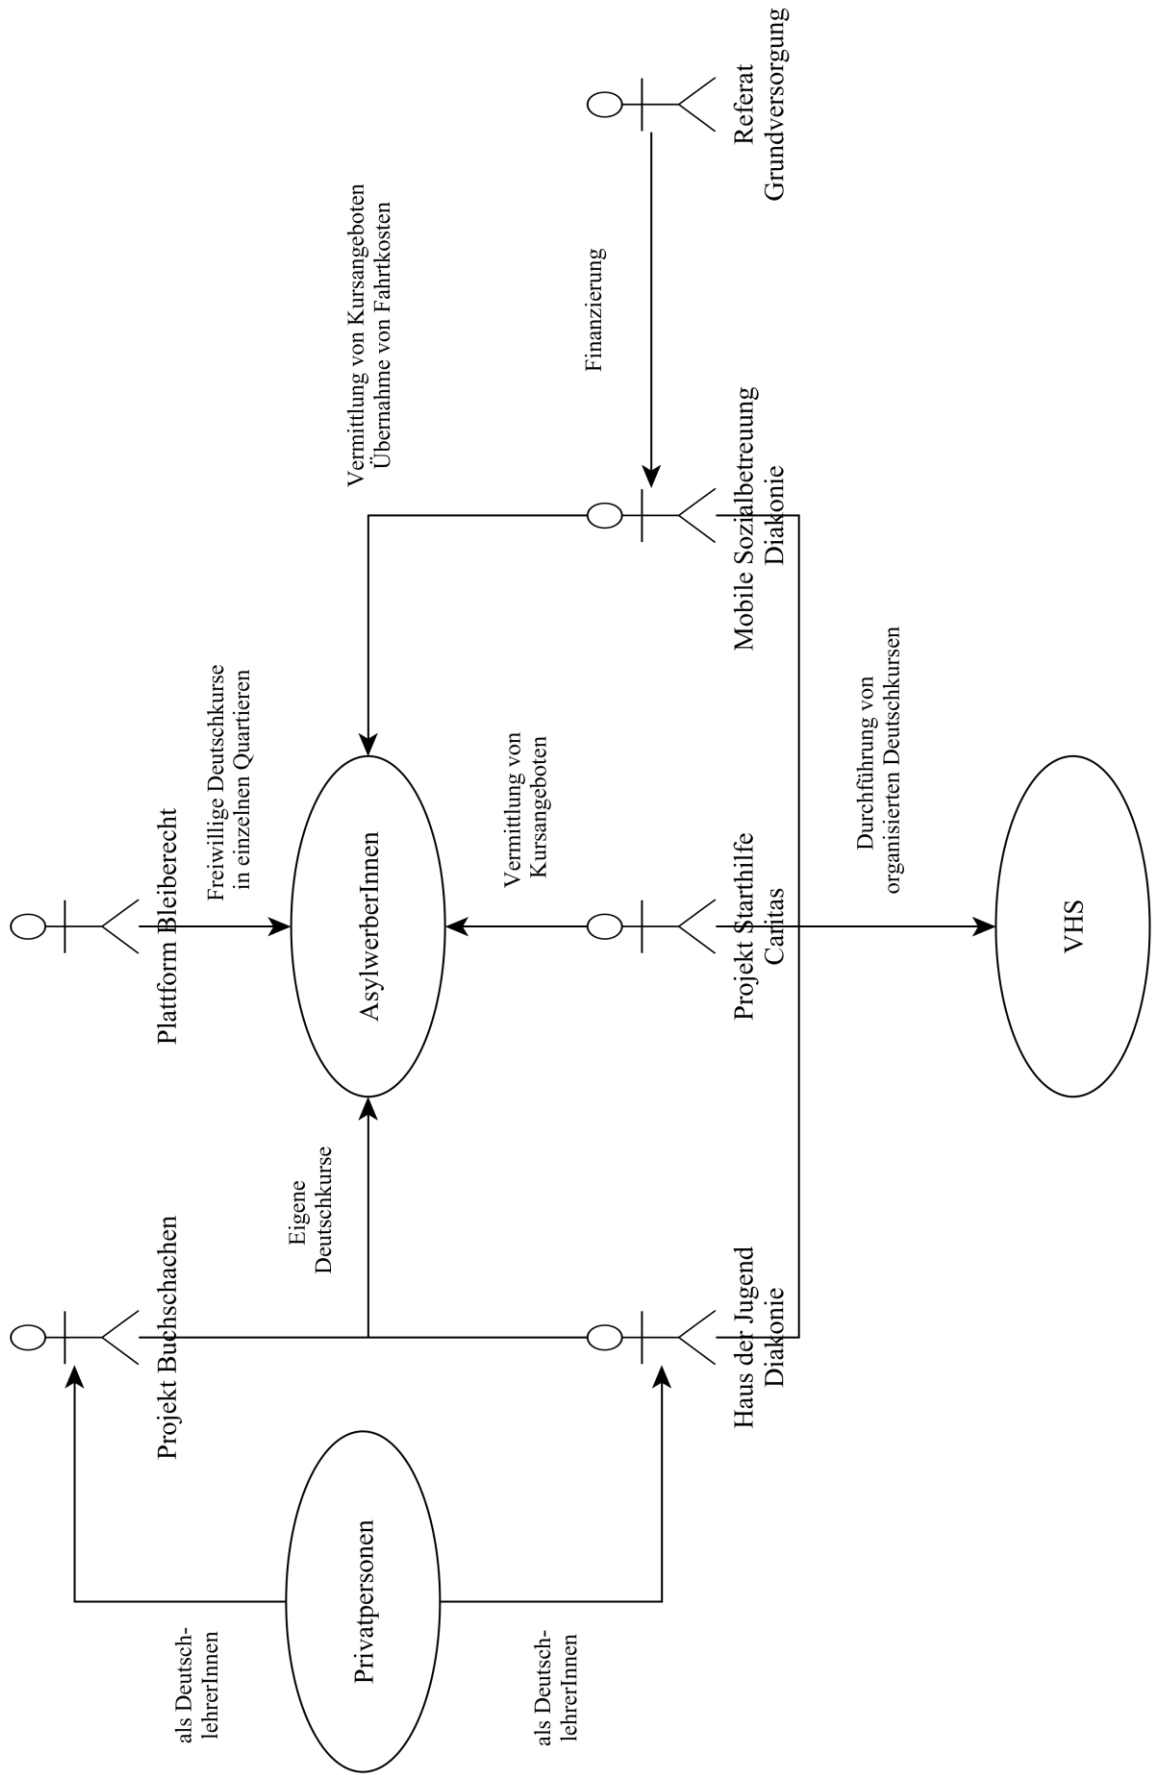 Projekt Buchschachen
Plattform Bleiberecht
als Deutsch-
lehrerInnen
Freiwillige Deutschkurse
in einzelnen Quartieren
Privatpersonen
Eigene
Deutschkurse
AsylwerberInnen
Vermittlung von Kursangeboten
Übernahme von Fahrtkosten
als Deutsch-
lehrerInnen
Vermittlung von
Kursangeboten
Finanzierung
Haus der Jugend
Diakonie
Projekt Starthilfe
Caritas
Mobile Sozialbetreuung
Diakonie
Referat
Grundversorgung
Durchführung von
organisierten Deutschkursen
VHS